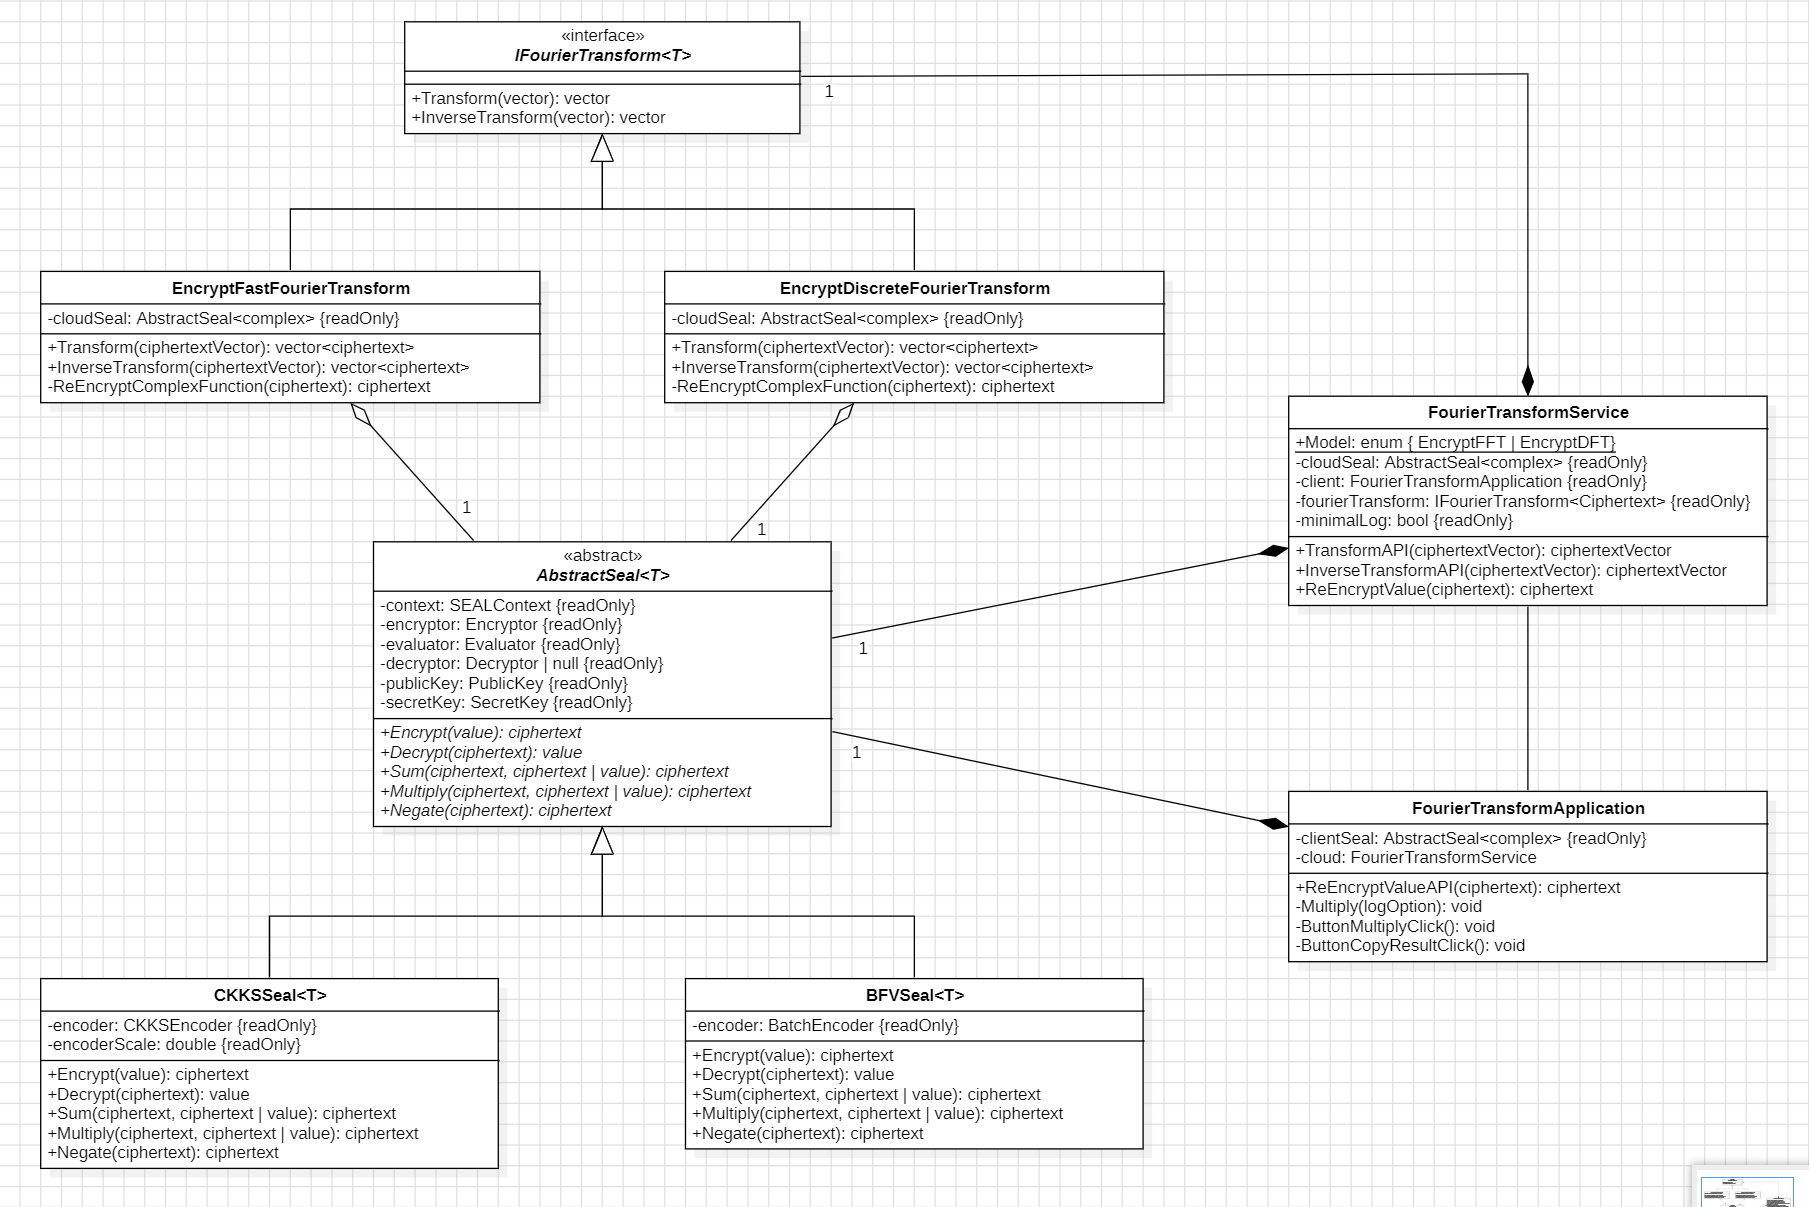 «interface»
IFourierTransform<T>
+Transform(vector): vector
+InverseTransform(vector): vector
1
EncryptFastFourierTransform
-cloudSeal: AbstractSeal<complex> {readOnly}
+Transform(ciphertextVector): vector<ciphertext>
+InverseTransform(ciphertextVector): vector<ciphertext>
-ReEncryptComplexFunction(ciphertext): ciphertext
EncryptDiscreteFourierTransform
-cloudSeal: AbstractSeal<complex> {readOnly}
+Transform(ciphertextVector): vector<ciphertext>
+InverseTransform(ciphertextVector): vector<ciphertext>
-ReEncryptComplexFunction(ciphertext): ciphertext
FourierTransformService
+Model: enum { EncryptFFT | EncryptDFT}
-cloudSeal: AbstractSeal<complex> {readOnly}
-client: FourierTransformApplication {readOnly}
-fourierTransform: IFourierTransform<Ciphertext> {readOnly}
-minimalLog: bool {readOnly}
+TransformAPI(ciphertextVector): ciphertextVector
+InverseTransformAPI(ciphertextVector): ciphertextVector
+ReEncryptValue(ciphertext): ciphertext
1
1
«abstract»
AbstractSeal<T>
-context: SEALContext {readOnly}
-encryptor: Encryptor {readOnly}
-evaluator: Evaluator {readOnly}
-decryptor: Decryptor | null {readOnly}
-publicKey: PublicKey {readOnly}
-secretKey: SecretKey {readOnly}
+Encrypt(value): ciphertext
+Decrypt(ciphertext): value
+Sum(ciphertext, ciphertext | value): ciphertext
+Multiply(ciphertext, ciphertext | value): ciphertext
+Negate(ciphertext): ciphertext
1
1
FourierTransformApplication
-clientSeal: AbstractSeal<complex> {readOnly}
-cloud: FourierTransformService
+ReEncryptValueAPI(ciphertext): ciphertext
-Multiply(logOption): void
-ButtonMultiplyClick(): void
-ButtonCopyResultClick(): void
CKKSSeal<T>
-encoder: CKKSEncoder {readOnly}
-encoderScale: double {readOnly}
+Encrypt(value): ciphertext
+Decrypt(ciphertext): value
+Sum(ciphertext, ciphertext | value): ciphertext
+Multiply(ciphertext, ciphertext | value): ciphertext
+Negate(ciphertext): ciphertext
BFVSeal<T>
-encoder: BatchEncoder {readOnly}
+Encrypt(value): ciphertext
+Decrypt(ciphertext): value
+Sum(ciphertext, ciphertext | value): ciphertext
+Multiply(ciphertext, ciphertext | value): ciphertext
+Negate(ciphertext): ciphertext